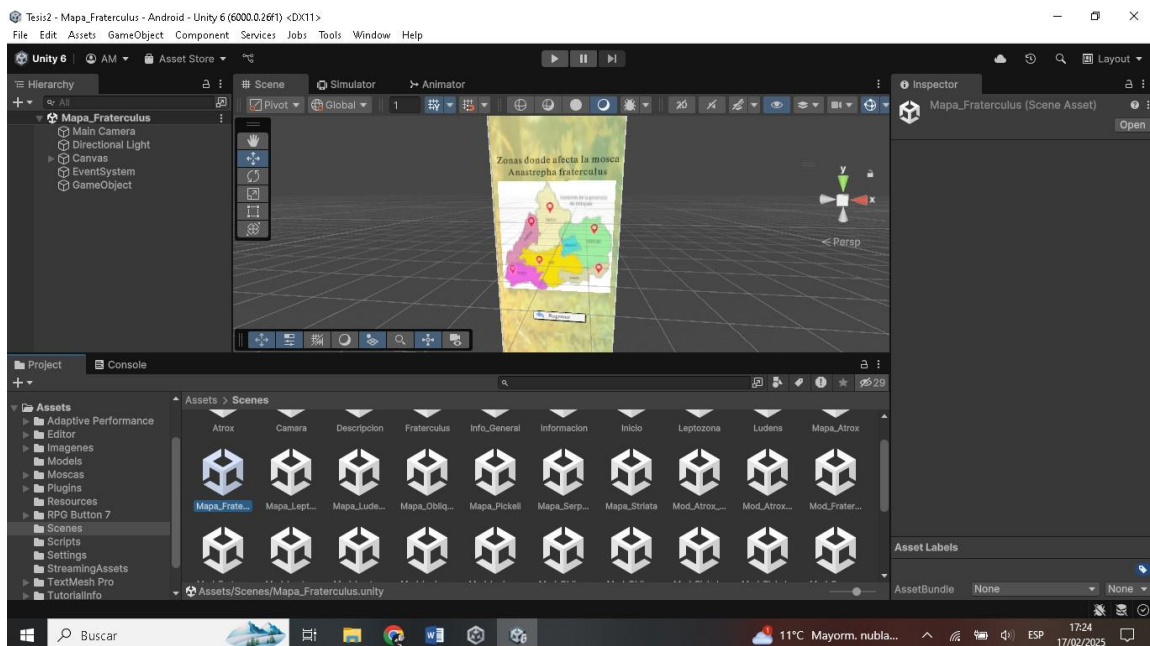 Tesis2 - Mapa_Fraterculus - Android - Unity 6 (6000.0.26f1) <DX11>
File Edit Assets GameObject Component Services Jobs Tools Window Help
Unity 6 AM Asset Store Layout
Hierarchy
All
Mapa_Fraterculus
Main Camera
Directional Light
Canvas
EventSystem
GameObject
Scene Simulator Animator
Pivot Global 1 2D
Zonas donde afecta la mosca
Anastrepha fraterculus
Regresar
y
x
Persp
Inspector
Mapa_Fraterculus (Scene Asset)
Open
Project Console
29
Assets
Adaptive Performance
Editor
Imagenes
Models
Moscas
Plugins
Resources
RPG Button 7
Scenes
Scripts
Settings
StreamingAssets
TextMesh Pro
TutorialInfo
Assets > Scenes
Atrox Camara Descripcion Fraterculus Info_General Informacion Inicio Leptozona Ludens Mapa_Atrox
Mapa_Frate... Mapa_Lept... Mapa_Lude... Mapa_Obliq... Mapa_Pickeli Mapa_Serp... Mapa_Striata Mod_Atrox_... Mod_Atrox... Mod_Frater...
Assets/Scenes/Mapa_Fraterculus.unity
Asset Labels
AssetBundle None None
Buscar
11°C Mayorm. nubla...
ESP
17:24
17/02/2025